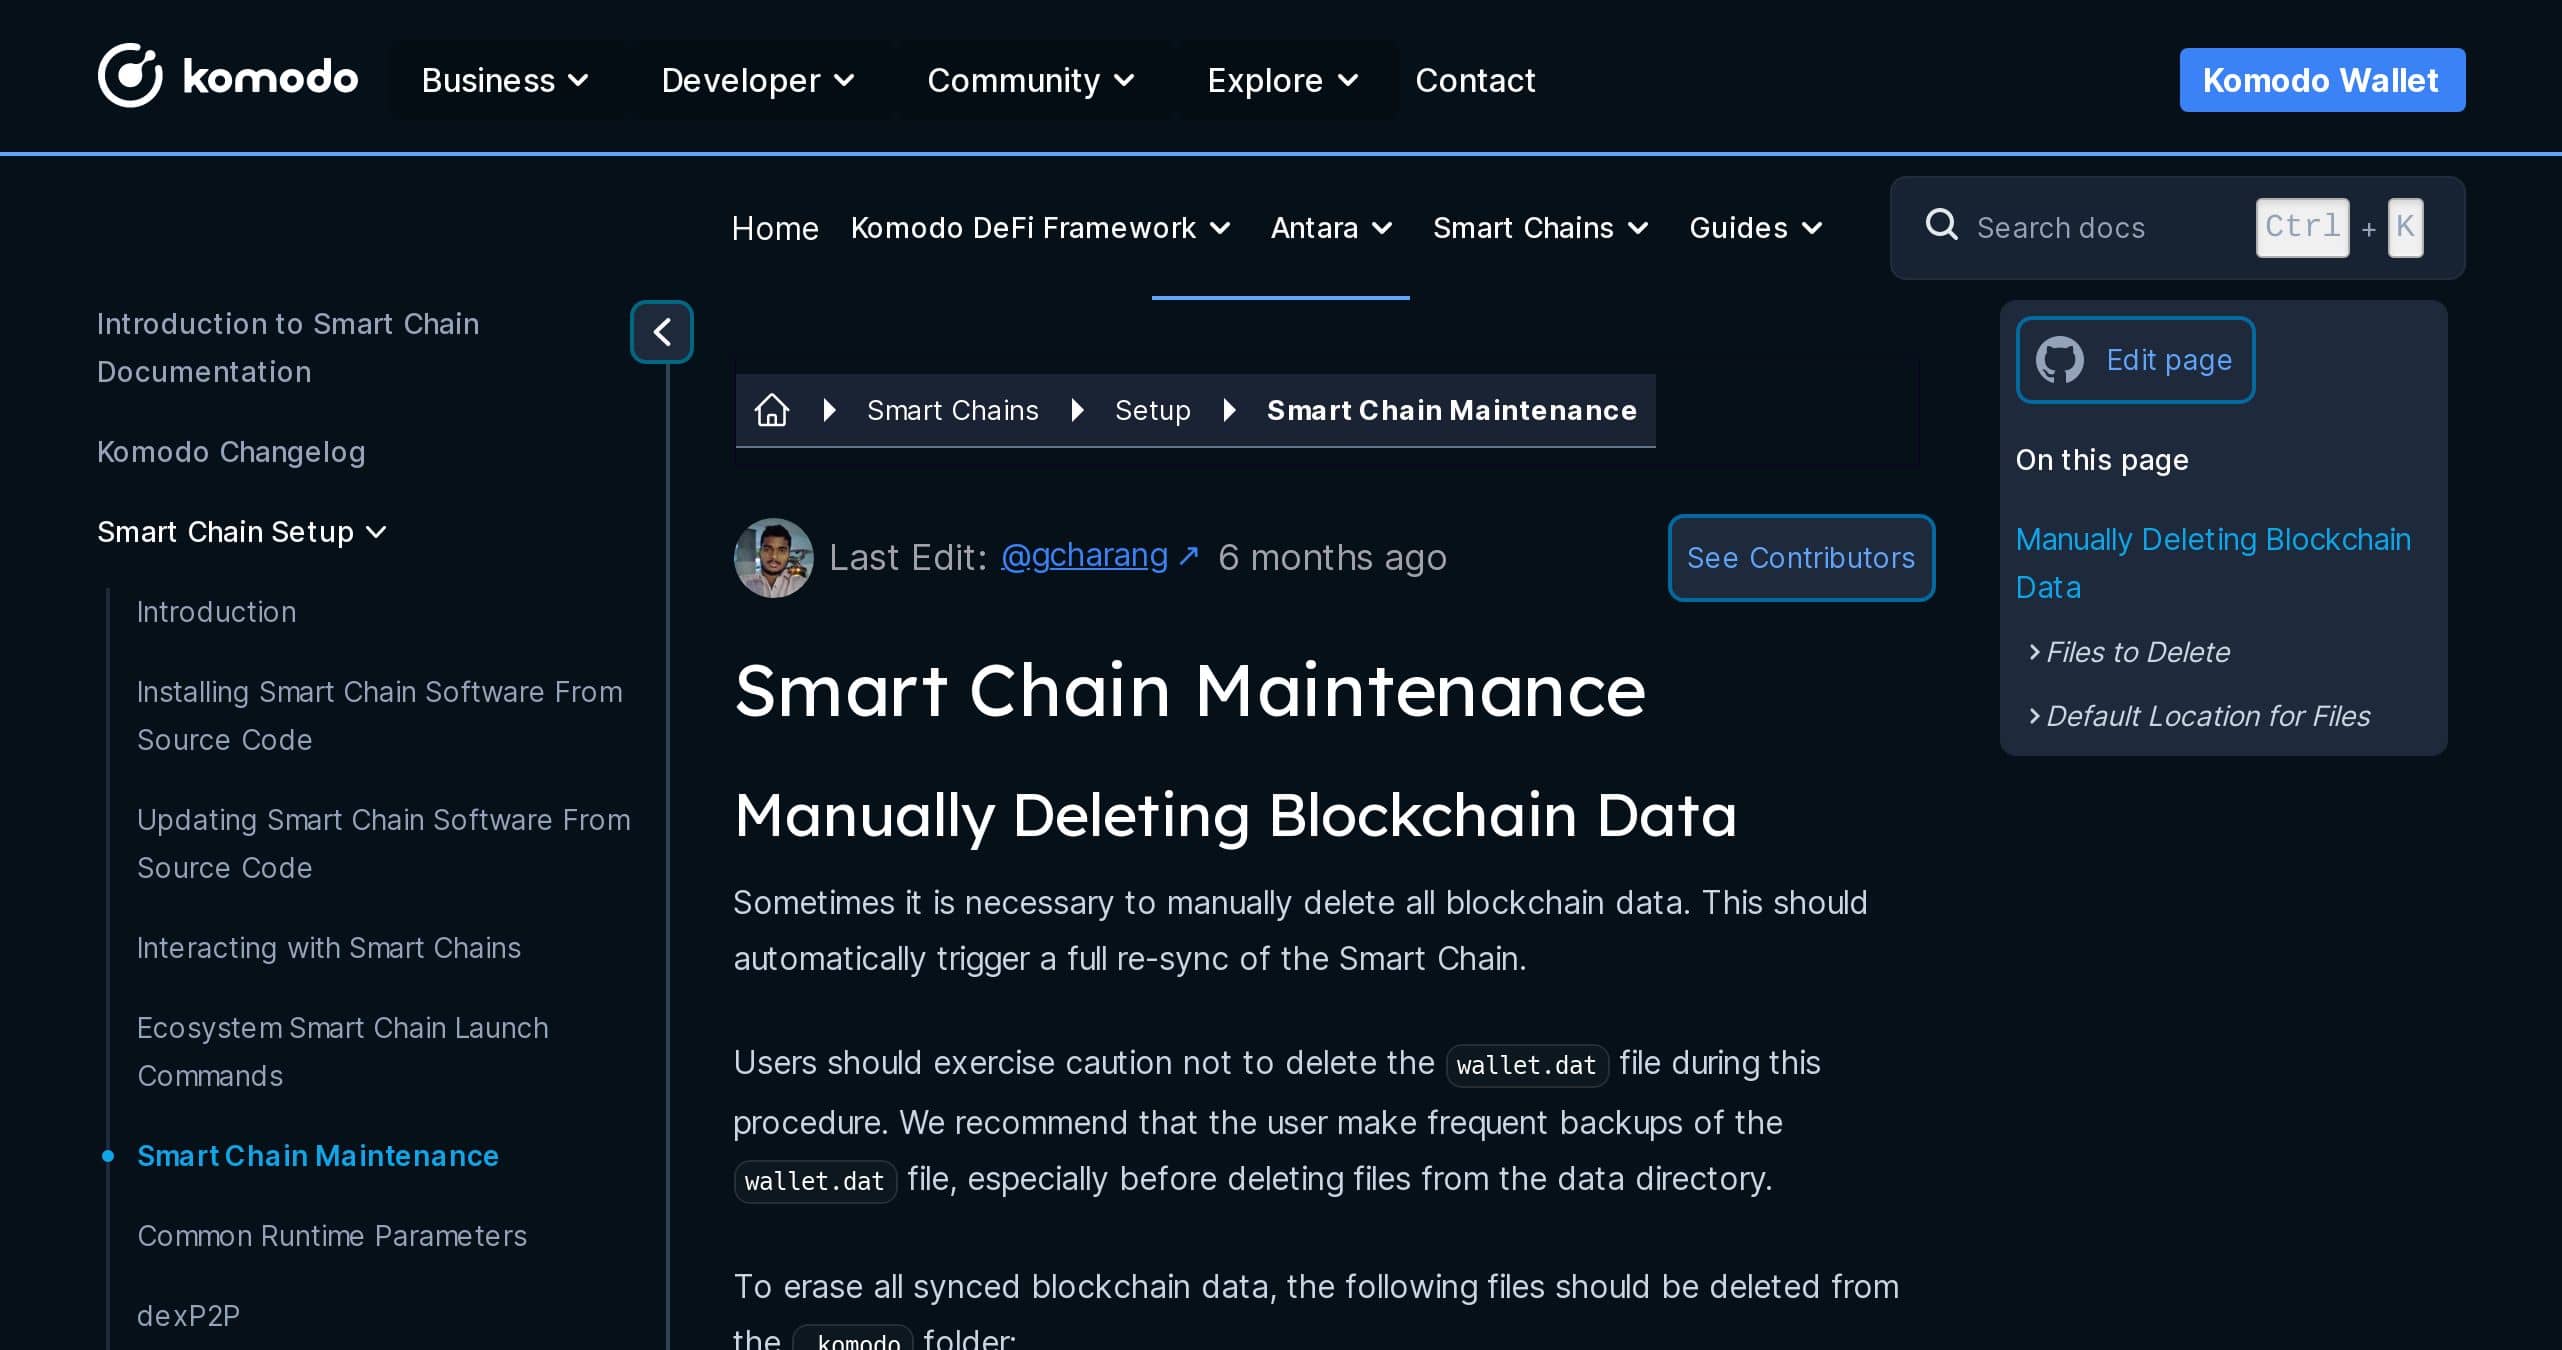 komodo Business Developer Community Explore Contact Komodo Wallet
Home Komodo DeFi Framework Antara Smart Chains Guides Search docs Ctrl + K
Introduction to Smart Chain
Documentation
Komodo Changelog
Smart Chain Setup
Introduction
Installing Smart Chain Software From
Source Code
Updating Smart Chain Software From
Source Code
Interacting with Smart Chains
Ecosystem Smart Chain Launch
Commands
Smart Chain Maintenance
Common Runtime Parameters
dexP2P
Smart Chains Setup Smart Chain Maintenance
Last Edit: @gcharang ↗ 6 months ago See Contributors
Smart Chain Maintenance
Manually Deleting Blockchain Data
Sometimes it is necessary to manually delete all blockchain data. This should
automatically trigger a full re-sync of the Smart Chain.
Users should exercise caution not to delete the wallet.dat file during this
procedure. We recommend that the user make frequent backups of the
wallet.dat file, especially before deleting files from the data directory.
To erase all synced blockchain data, the following files should be deleted from
the .komodo folder:
Edit page
On this page
Manually Deleting Blockchain
Data
Files to Delete
Default Location for Files